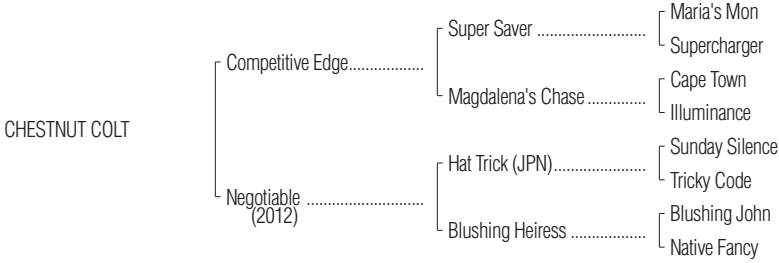 Maria's Mon
Super Saver ..........................
Supercharger
Competitive Edge..................
Cape Town
Magdalena's Chase ..............
Illuminance
CHESTNUT COLT
Sunday Silence
Hat Trick (JPN)......................
Tricky Code
Negotiable ............................
(2012)
Blushing John
Blushing Heiress ..................
Native Fancy